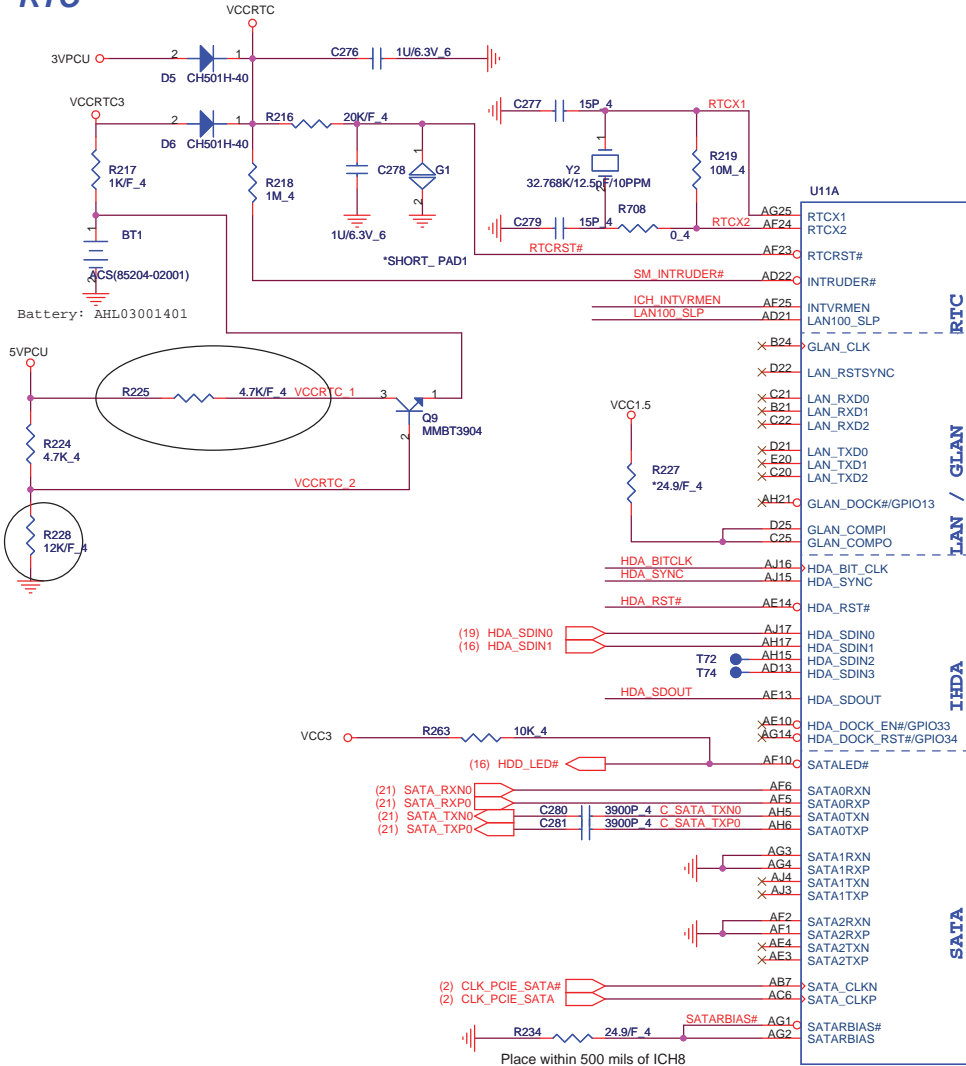 RTC
VCCRTC
3VPCU
2
1
D5 CH501H-40
C276
1U/6.3V_6
VCCRTC3
2
1
D6 CH501H-40
R216
20K/F_4
R217
1K/F_4
R218
1M_4
C278
1
G1
2
1U/6.3V_6
*SHORT_ PAD1
1
BT1
2
ACS(85204-02001)
Battery: AHL03001401
C277
15P_4
RTCX1
1
Y2
32.768K/12.5pF/10PPM
2
R219
10M_4
C279
15P_4
R708
0_4
RTCX2
RTCRST#
SM_INTRUDER#
ICH_INTVRMEN
LAN100_SLP
5VPCU
R225
4.7K/F_4
VCCRTC_1
3
1
Q9
MMBT3904
2
R224
4.7K_4
VCCRTC_2
R228
12K/F_4
VCC1.5
R227
*24.9/F_4
HDA_BITCLK
HDA_SYNC
HDA_RST#
(19) HDA_SDIN0
(16) HDA_SDIN1
T72
T74
HDA_SDOUT
VCC3
R263
10K_4
(16) HDD_LED#
(21) SATA_RXN0
(21) SATA_RXP0
(21) SATA_TXN0
(21) SATA_TXP0
C280
3900P_4
C_SATA_TXN0
C281
3900P_4
C_SATA_TXP0
(2) CLK_PCIE_SATA#
(2) CLK_PCIE_SATA
SATARBIAS#
R234
24.9/F_4
Place within 500 mils of ICH8
U11A
AG25 RTCX1
AF24 RTCX2
AF23 RTCRST#
AD22 INTRUDER#
AF25 INTVRMEN
AD21 LAN100_SLP
RTC
B24 GLAN_CLK
D22 LAN_RSTSYNC
C21 LAN_RXD0
B21 LAN_RXD1
C22 LAN_RXD2
D21 LAN_TXD0
E20 LAN_TXD1
C20 LAN_TXD2
AH21 GLAN_DOCK#/GPIO13
D25 GLAN_COMPI
C25 GLAN_COMPO
LAN / GLAN
AJ16 HDA_BIT_CLK
AJ15 HDA_SYNC
AE14 HDA_RST#
AJ17 HDA_SDIN0
AH17 HDA_SDIN1
AH15 HDA_SDIN2
AD13 HDA_SDIN3
AE13 HDA_SDOUT
AE10 HDA_DOCK_EN#/GPIO33
AG14 HDA_DOCK_RST#/GPIO34
IHDA
AF10 SATALED#
AF6 SATA0RXN
AF5 SATA0RXP
AH5 SATA0TXN
AH6 SATA0TXP
AG3 SATA1RXN
AG4 SATA1RXP
AJ4 SATA1TXN
AJ3 SATA1TXP
AF2 SATA2RXN
AF1 SATA2RXP
AE4 SATA2TXN
AE3 SATA2TXP
AB7 SATA_CLKN
AC6 SATA_CLKP
AG1 SATARBIAS#
AG2 SATARBIAS
SATA